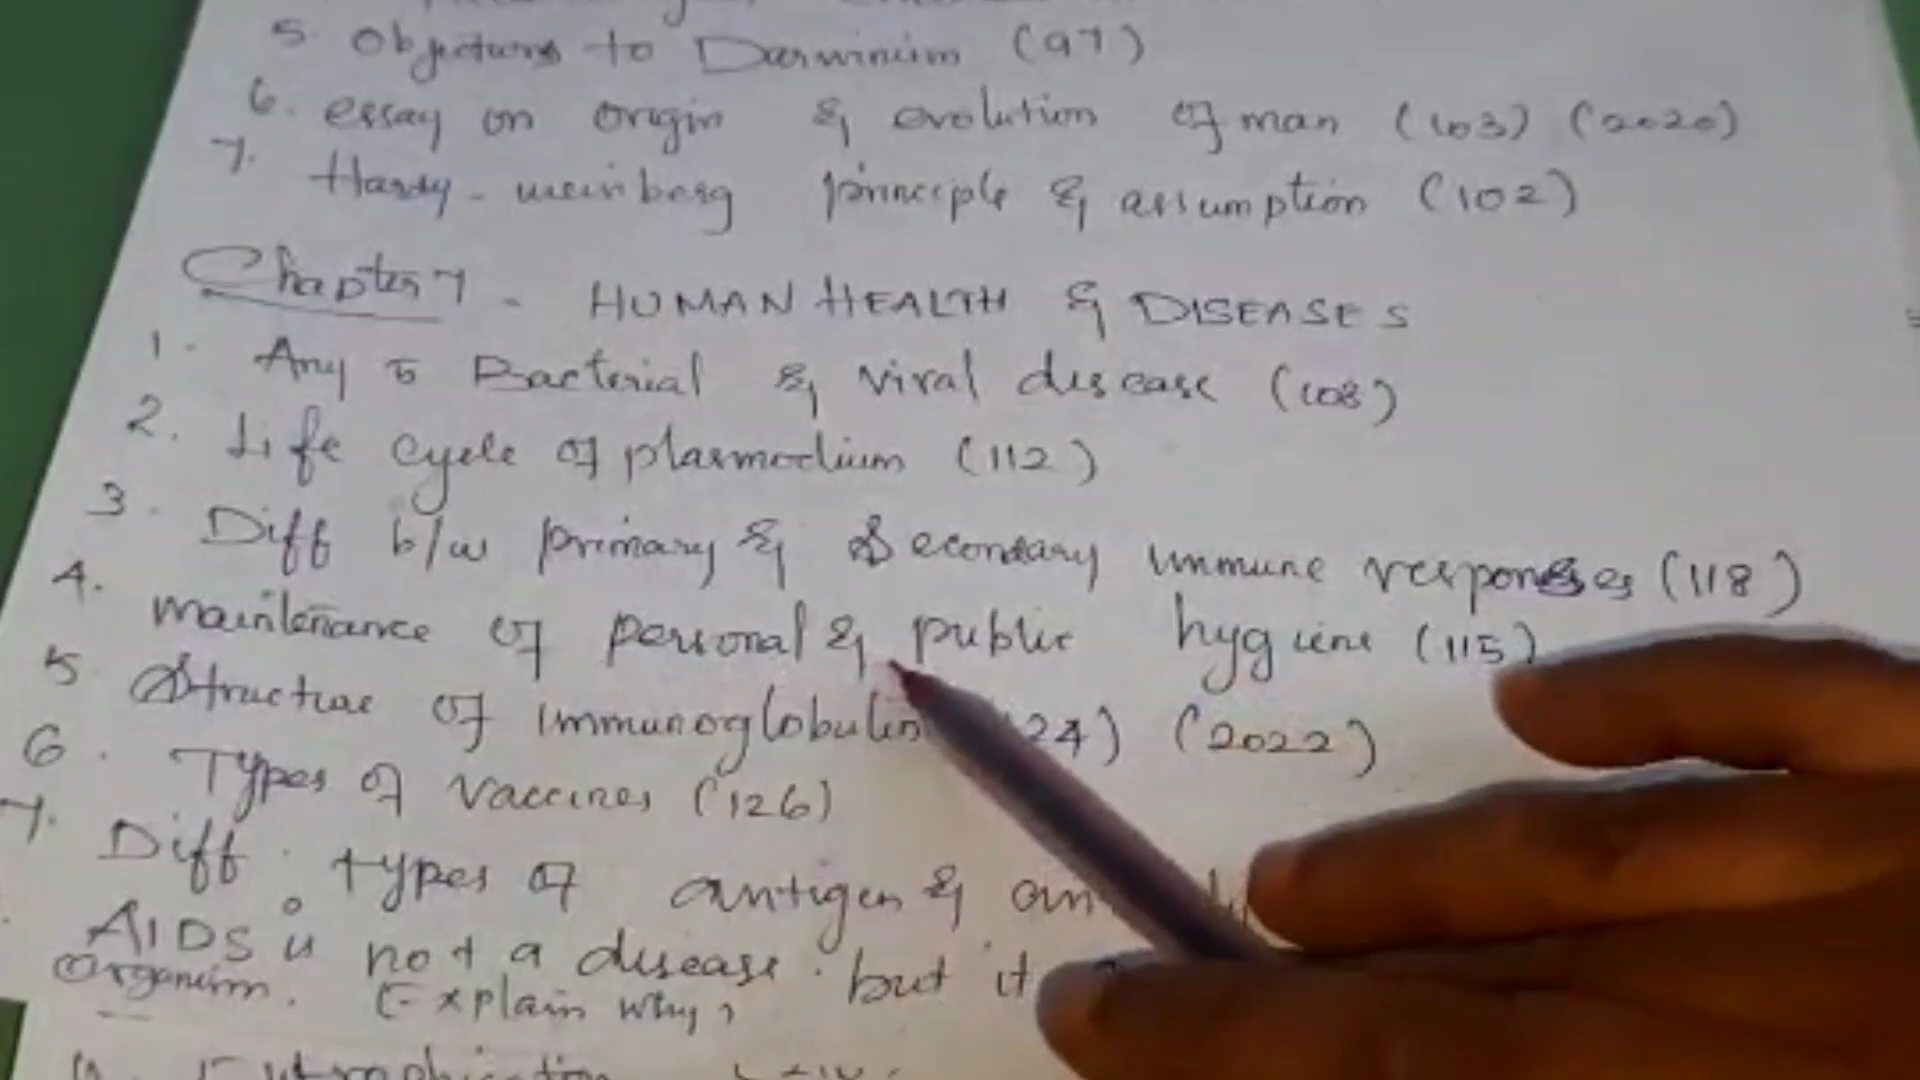 5. Objections to Darwinism (97)
6. essay on origin & evolution of man (103) (2020)
7. Hardy-weinberg principle & assumption (102)
Chapter 7 - HUMAN HEALTH & DISEASES
1. Any 5 Bacterial & viral disease (108)
2. Life cycle of plasmodium (112)
3. Diff b/w primary & Secondary immune responses (118)
4. maintenance of personal & public hygiene (115)
5 Structure of immunoglobulin 24) (2022)
6. Types of vaccines (126)
7. Diff. types of antigen &
AIDS is not a disease. but it
Organism. (Explain why?